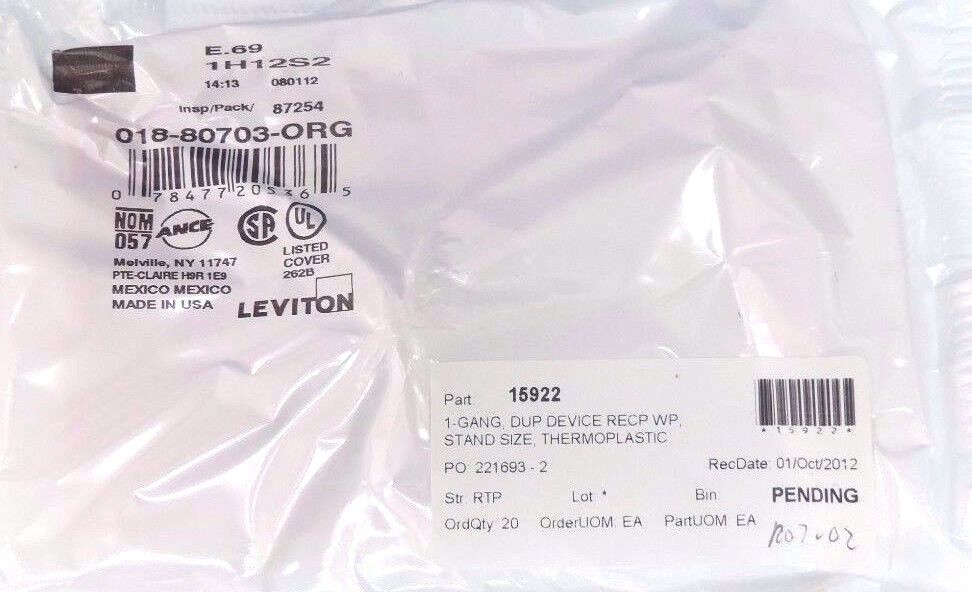 E.69
1H12S2
14:13 080112
Insp/Pack/ 87254
018-80703-ORG
0 78477 20536 5
NOM
057
ANCE
SA
UL
LISTED
COVER
262B
Melville, NY 11747
PTE-CLAIRE H9R 1E9
MEXICO MEXICO
MADE IN USA
LEVITON
Part 15922
1-GANG, DUP DEVICE RECP WP,
STAND SIZE, THERMOPLASTIC
*15922*
PO 221693 - 2 RecDate: 01/Oct/2012
Str RTP Lot * Bin PENDING
OrdQty 20 OrderUOM: EA PartUOM: EA
R07-02